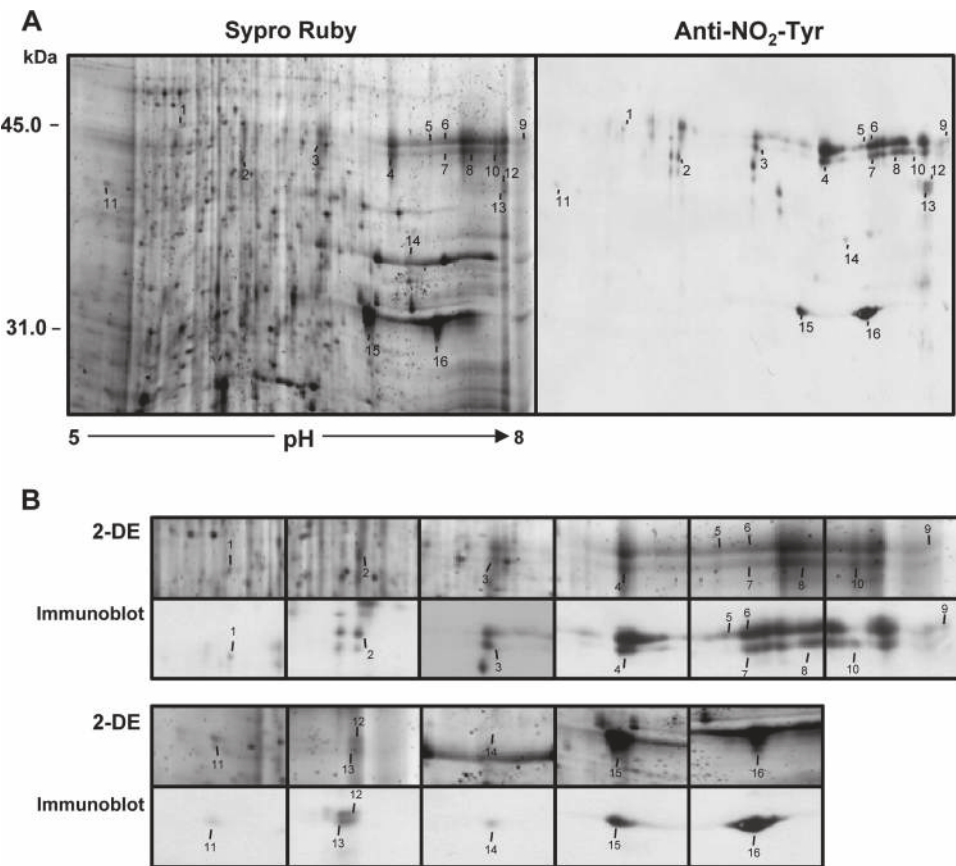 A
Sypro Ruby Anti-NO₂-Tyr
kDa
45.0
31.0
1 2 3 4 5 6 7 8 9 10 11 12 13 14 15 16
1 2 3 4 5 6 7 8 9 10 11 12 13 14 15 16
5 pH 8
B
2-DE
1 2 3 4 5 6 7 8 10 9
Immunoblot
1 2 3 4 5 6 7 8 10 9
2-DE
11 12 13 14 15 16
Immunoblot
11 12 13 14 15 16